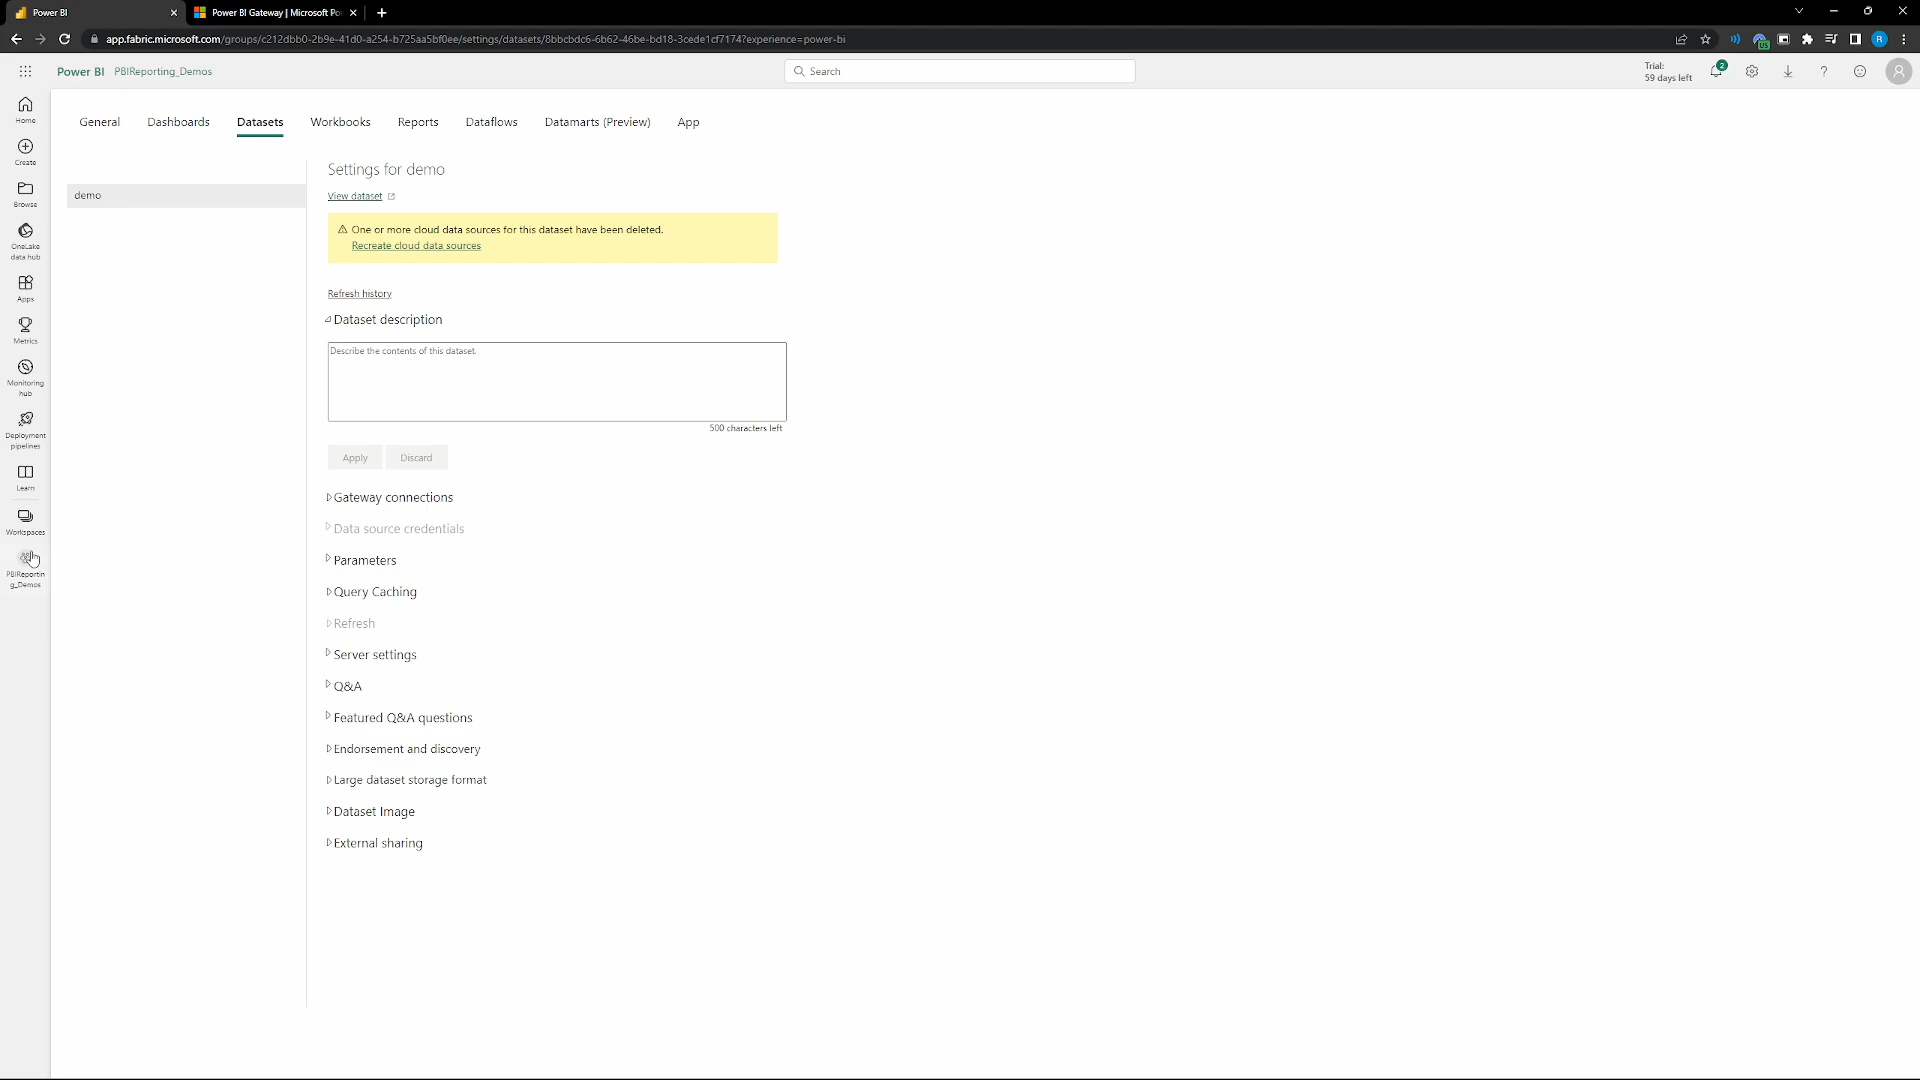 Power BI
Power BI Gateway | Microsoft Po
app.fabric.microsoft.com/groups/c212dbb0-2b9e-41d0-a254-b725aa5bf0ee/settings/datasets/8bbcbdc6-6b62-46be-bd18-3cede1cf7174?experience=power-bi
US
R
Power BI PBIReporting_Demos
Search
Trial:
59 days left
2
?
Home
Create
Browse
OneLake
data hub
Apps
Metrics
Monitoring
hub
Deployment
pipelines
Learn
Workspaces
PBIReportin
g_Demos
General Dashboards Datasets Workbooks Reports Dataflows Datamarts (Preview) App
demo
Settings for demo
View dataset
One or more cloud data sources for this dataset have been deleted.
Recreate cloud data sources
Refresh history
Dataset description
Describe the contents of this dataset.
500 characters left
Apply Discard
Gateway connections
Data source credentials
Parameters
Query Caching
Refresh
Server settings
Q&A
Featured Q&A questions
Endorsement and discovery
Large dataset storage format
Dataset Image
External sharing